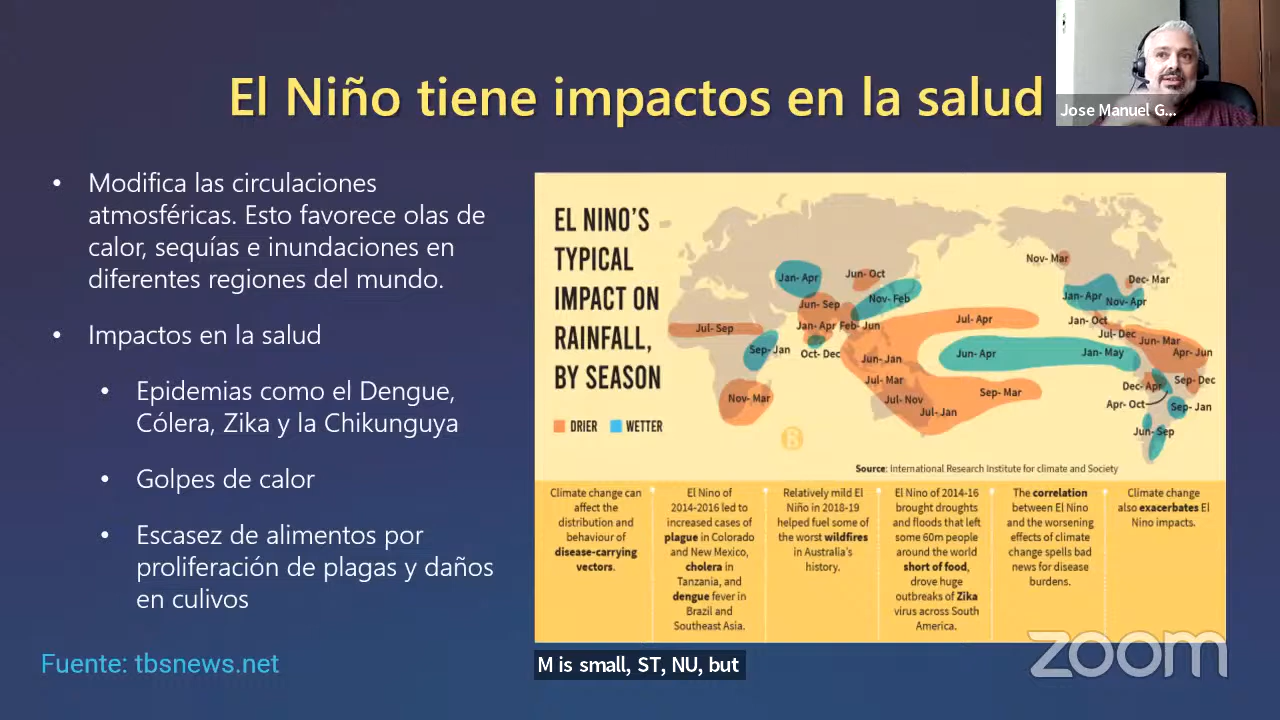 El Niño tiene impactos en la salud
Jose Manuel G...
• Modifica las circulaciones
atmosféricas. Esto favorece olas de
calor, sequías e inundaciones en
diferentes regiones del mundo.
• Impactos en la salud
• Epidemias como el Dengue,
Cólera, Zika y la Chikunguya
• Golpes de calor
• Escasez de alimentos por
proliferación de plagas y daños
en cultivos
Fuente: tbsnews.net
EL NINO'S
TYPICAL
IMPACT ON
RAINFALL,
BY SEASON
DRIER WETTER
Jan- Apr
Jun- Oct
Nov- Feb
Jun- Sep
Jan- Apr
Feb- Jun
Jul- Sep
Sep- Jan
Oct- Dec
Nov- Mar
Jun- Jan
Jul- Mar
Jul- Nov
Jul- Jan
Jul- Apr
Jun- Apr
Sep- Mar
Nov- Mar
Dec- Mar
Jan- Apr
Nov- Apr
Jan- Oct
Jul- Dec
Jun- Mar
Jan- May
Apr- Jun
Dec- Apr
Sep- Dec
Apr- Oct
Sep- Jan
Jun- Sep
Source: International Research Institute for climate and Society
Climate change can
affect the
distribution and
behaviour of
disease-carrying
vectors.
El Nino of
2014-2016 led to
increased cases of
plague in Colorado
and New Mexico,
cholera in
Tanzania, and
dengue fever in
Brazil and
Southeast Asia.
Relatively mild El
Niño in 2018-19
helped fuel some of
the worst wildfires
in Australia's
history.
El Nino of 2014-16
brought droughts
and floods that left
some 60m people
around the world
short of food,
drove huge
outbreaks of Zika
virus across South
America.
The correlation
between El Nino
and the worsening
effects of climate
change spells bad
news for disease
burdens.
Climate change
also exacerbates El
Nino impacts.
zoom
M is small, ST, NU, but